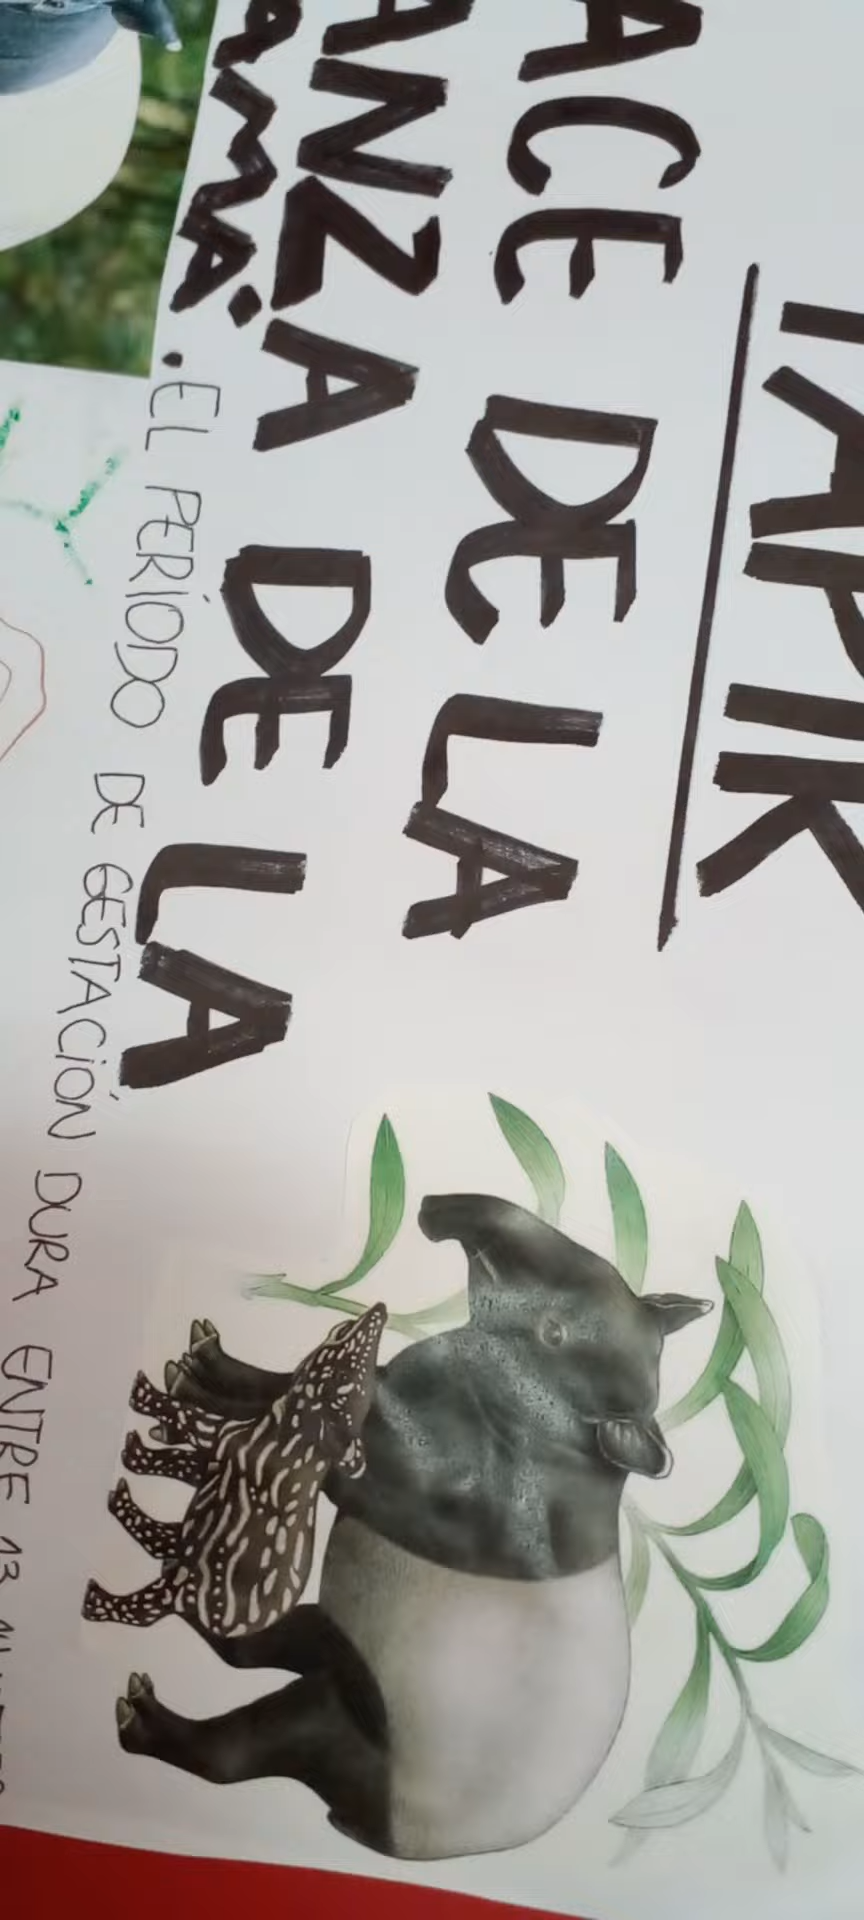 TAPIR
ACE DE LA
ANZA DE LA
AMÁ.
.EL PERÍODO DE GESTACIÓN DURA ENTRE 13